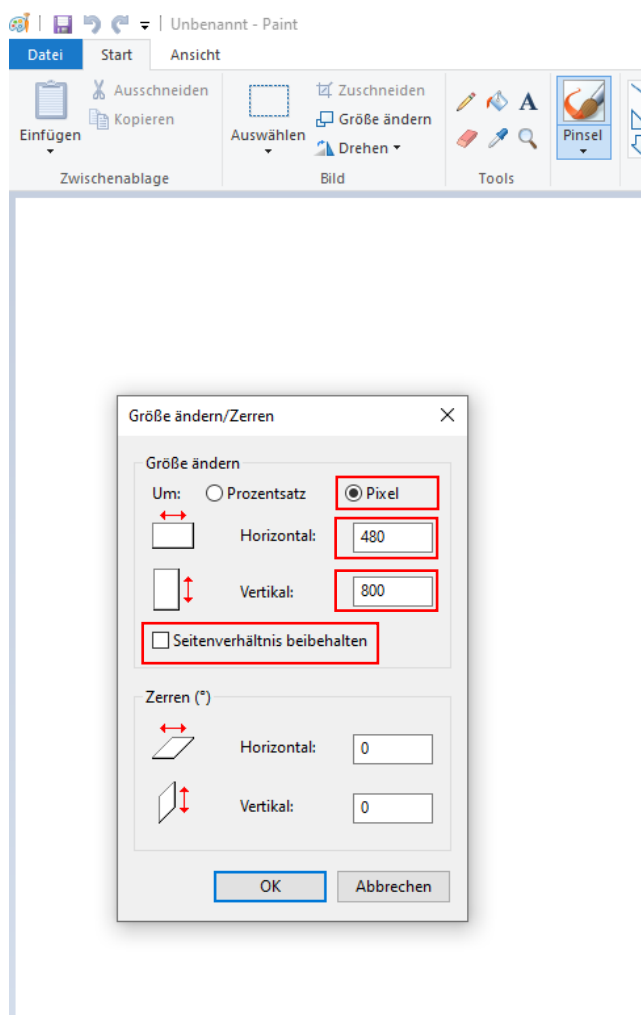 Unbenannt - Paint
Datei Start Ansicht
Einfügen
Ausschneiden
Kopieren
Zwischenablage
Auswählen
Zuschneiden
Größe ändern
Drehen
Bild
A
Tools
Pinsel
Größe ändern/Zerren
Größe ändern
Um: Prozentsatz Pixel
Horizontal: 480
Vertikal: 800
Seitenverhältnis beibehalten
Zerren (°)
Horizontal: 0
Vertikal: 0
OK Abbrechen